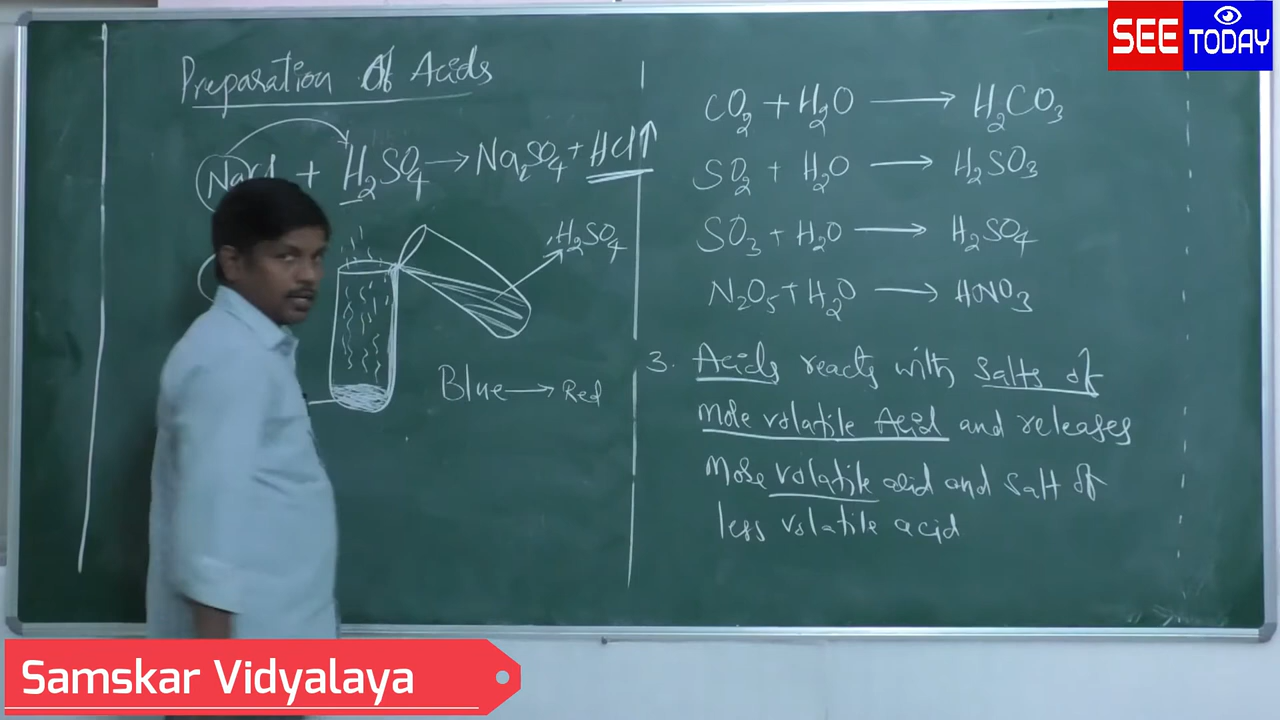 SEE TODAY
Preparation Of Acids
NaCl + H₂SO₄ → Na₂SO₄ + HCl↑
H₂SO₄
Blue → Red
CO₂ + H₂O → H₂CO₃
SO₂ + H₂O → H₂SO₃
SO₃ + H₂O → H₂SO₄
N₂O₅ + H₂O → HNO₃
3. Acids reacts with salts of
more volatile Acid and releases
more volatile acid and salt of
less volatile acid
Samskar Vidyalaya